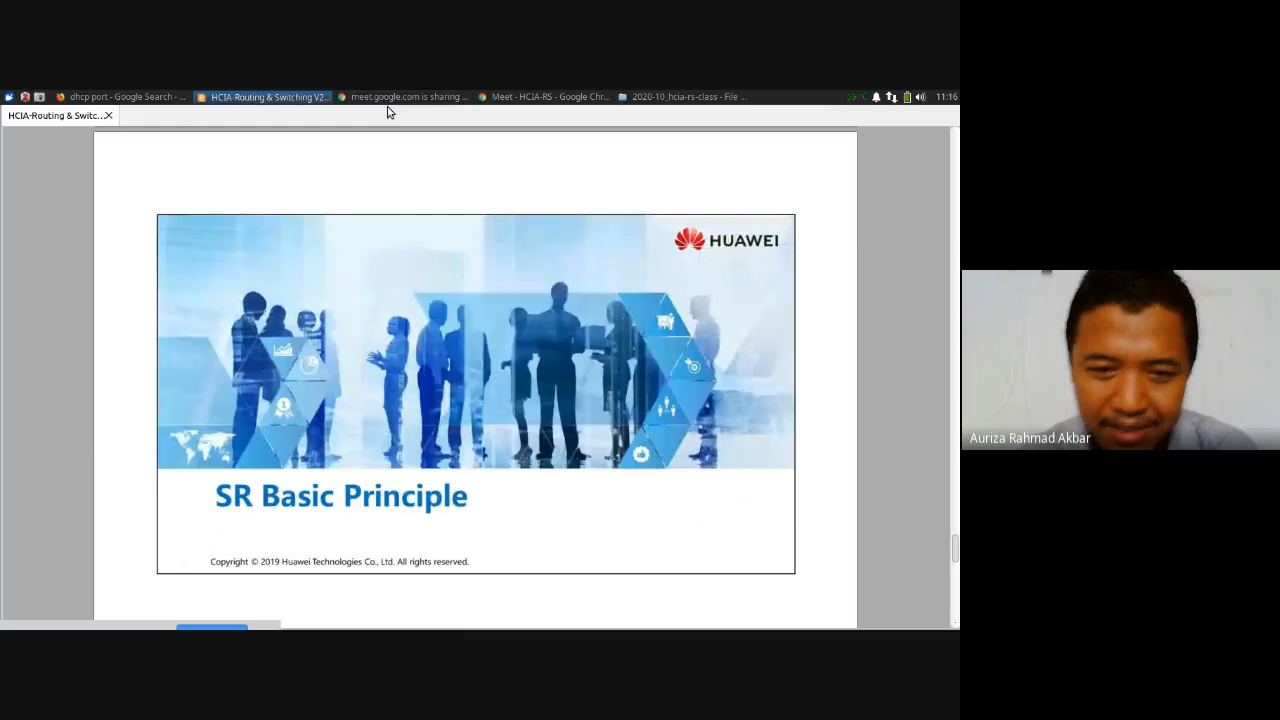 dhcp port - Google Search - ...
HCIA-Routing & Switching V2...
meet.google.com is sharing ...
Meet - HCIA-RS - Google Chr...
2020-10_hcia-rs-class - File ...
11:16
HCIA-Routing & Switc...
HUAWEI
SR Basic Principle
Copyright © 2019 Huawei Technologies Co., Ltd. All rights reserved.
Auriza Rahmad Akbar